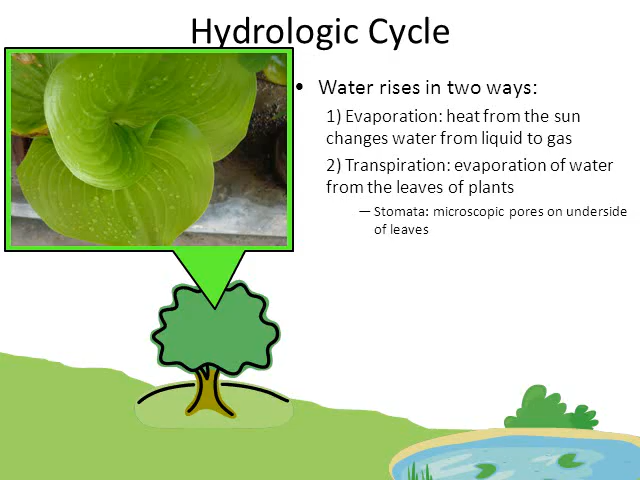 Hydrologic Cycle
• Water rises in two ways:
1) Evaporation: heat from the sun
changes water from liquid to gas
2) Transpiration: evaporation of water
from the leaves of plants
— Stomata: microscopic pores on underside
of leaves